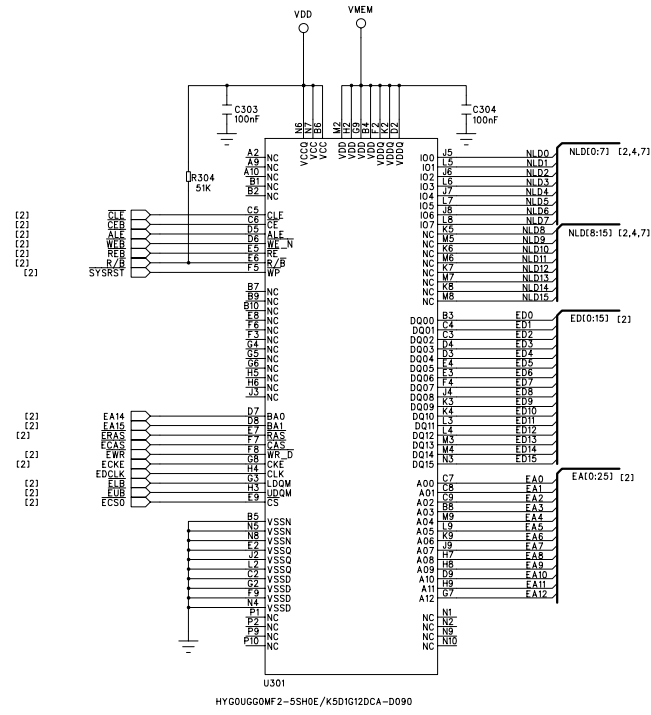 VDD
VMEM
C303
100nF
C304
100nF
R304
51K
N6 N7 B6 M2 H2 G9 B4 F2 K2 D2
VCCQ VCC VCC VDD VDD VDD VDD VDDQ VDDQ VDDQ
A2 NC
A9 NC
A10 NC
B1 NC
B2 NC
[2] CLE C5 CLE
[2] CEB C6 CE
[2] ALE D5 ALE
[2] WEB D6 WE_N
[2] REB E5 RE
[2] R/B E6 R/B
[2] SYSRST F5 WP
B7 NC
B9 NC
B10 NC
E8 NC
F6 NC
F3 NC
G4 NC
G5 NC
G6 NC
H5 NC
H6 NC
J3 NC
[2] EA14 D7 BA0
[2] EA15 D8 BA1
[2] ERAS E7 RAS
ECAS F7 CAS
[2] EWR F8 WR_D
[2] ECKE G8 CKE
EDCLK H4 CLK
[2] ELB G3 LDQM
[2] EUB H3 UDQM
[2] ECS0 E9 CS
B5 VSSN
N5 VSSN
N8 VSSN
E2 VSSQ
J2 VSSQ
L2 VSSQ
C2 VSSD
G2 VSSD
F9 VSSD
N4 VSSD
P1 NC
P2 NC
P9 NC
P10 NC
IO0 J5 NLD0
IO1 L5 NLD1
IO2 J6 NLD2
IO3 L6 NLD3
IO4 J7 NLD4
IO5 L7 NLD5
IO6 J8 NLD6
IO7 L8 NLD7
NC K5 NLD8
NC M5 NLD9
NC K6 NLD10
NC M6 NLD11
NC K7 NLD12
NC M7 NLD13
NC K8 NLD14
NC M8 NLD15
NLD[0:7] [2,4,7]
NLD[8:15] [2,4,7]
DQ00 B3 ED0
DQ01 C4 ED1
DQ02 C3 ED2
DQ03 D4 ED3
DQ04 D3 ED4
DQ05 E4 ED5
DQ06 E3 ED6
DQ07 F4 ED7
DQ08 J4 ED8
DQ09 K3 ED9
DQ10 K4 ED10
DQ11 L3 ED11
DQ12 L4 ED12
DQ13 M3 ED13
DQ14 M4 ED14
DQ15 N3 ED15
ED[0:15] [2]
A00 C7 EA0
A01 C8 EA1
A02 C9 EA2
A03 B8 EA3
A04 M9 EA4
A05 L9 EA5
A06 K9 EA6
A07 J9 EA7
A08 H7 EA8
A09 H8 EA9
A10 D9 EA10
A11 H9 EA11
A12 G7 EA12
EA[0:25] [2]
NC N1
NC N2
NC N9
NC N10
U301
HYG0UGG0MF2-5SH0E/K5D1G12DCA-D090